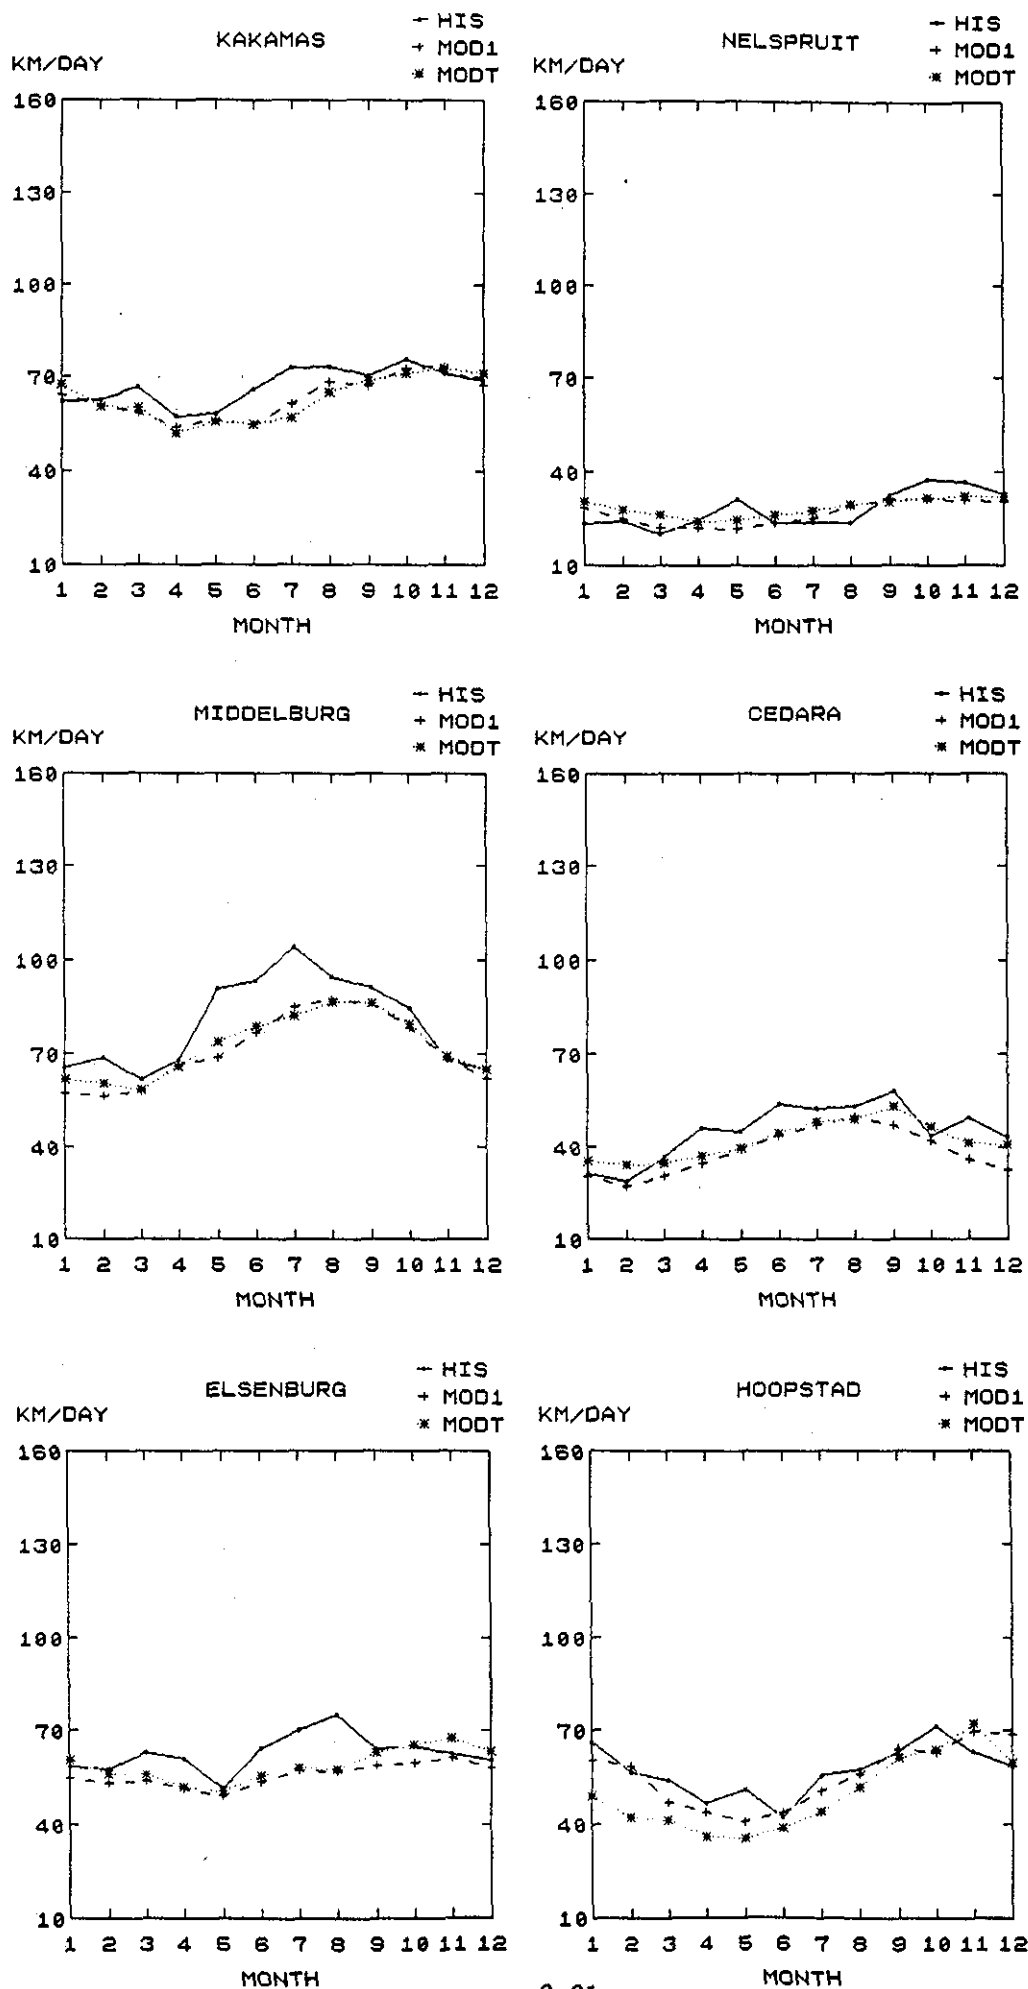 KAKAMAS
HIS
MOD1
MODT
KM/DAY
160
130
100
70
40
10
1 2 3 4 5 6 7 8 9 10 11 12
MONTH
NELSPRUIT
HIS
MOD1
MODT
KM/DAY
160
130
100
70
40
10
1 2 3 4 5 6 7 8 9 10 11 12
MONTH
MIDDELBURG
HIS
MOD1
MODT
KM/DAY
160
130
100
70
40
10
1 2 3 4 5 6 7 8 9 10 11 12
MONTH
CEDARA
HIS
MOD1
MODT
KM/DAY
160
130
100
70
40
10
1 2 3 4 5 6 7 8 9 10 11 12
MONTH
ELSENBURG
HIS
MOD1
MODT
KM/DAY
160
130
100
70
40
10
1 2 3 4 5 6 7 8 9 10 11 12
MONTH
HOOPSTAD
HIS
MOD1
MODT
KM/DAY
160
130
100
70
40
10
1 2 3 4 5 6 7 8 9 10 11 12
MONTH